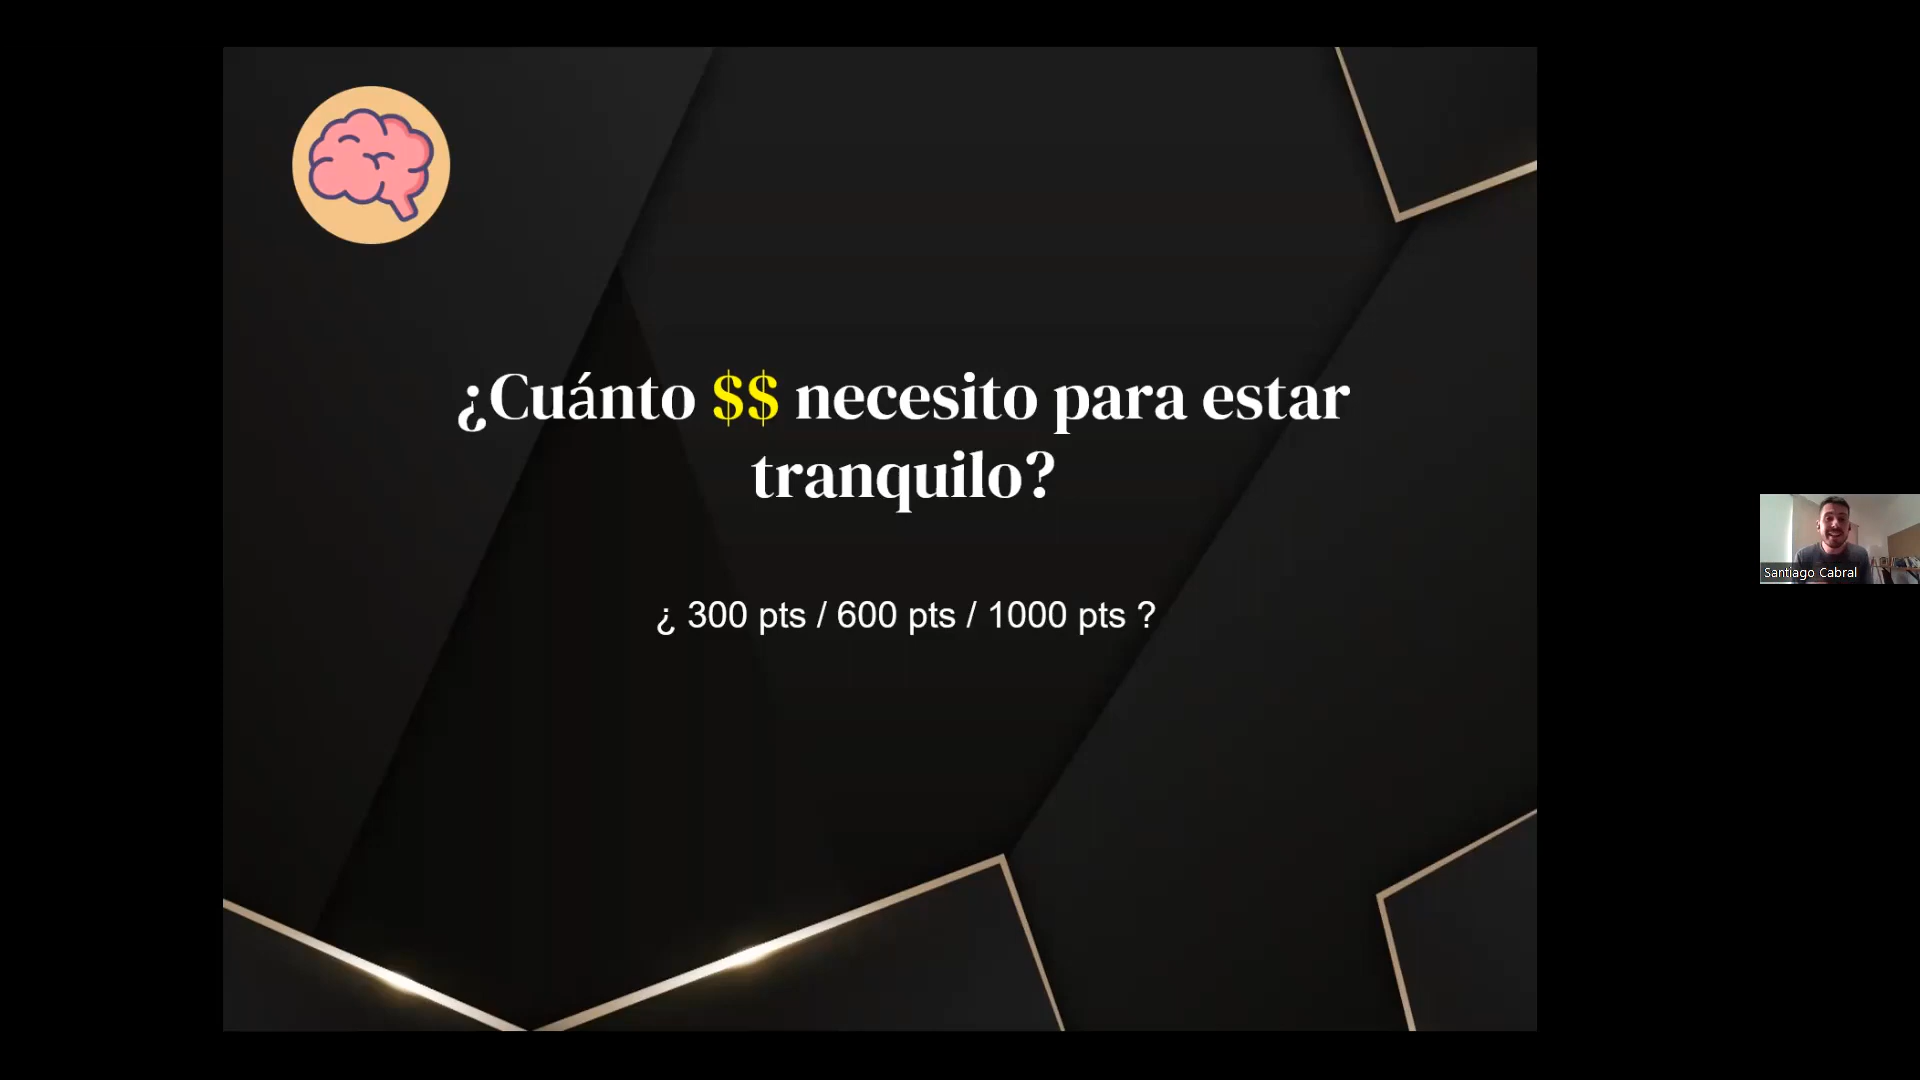 ¿Cuánto $$ necesito para estar
tranquilo?
¿ 300 pts / 600 pts / 1000 pts ?
Santiago Cabral